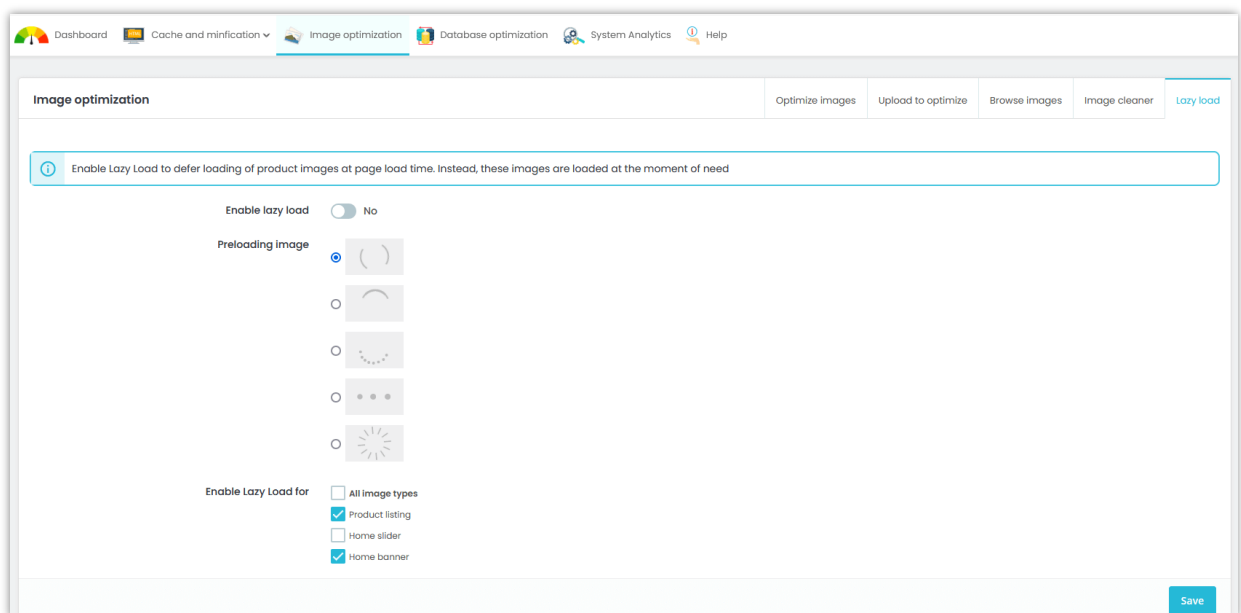 Dashboard Cache and minfication Image optimization Database optimization System Analytics Help
Image optimization Optimize images Upload to optimize Browse images Image cleaner Lazy load
Enable Lazy Load to defer loading of product images at page load time. Instead, these images are loaded at the moment of need
Enable lazy load No
Preloading image
Enable Lazy Load for All image types
Product listing
Home slider
Home banner
Save